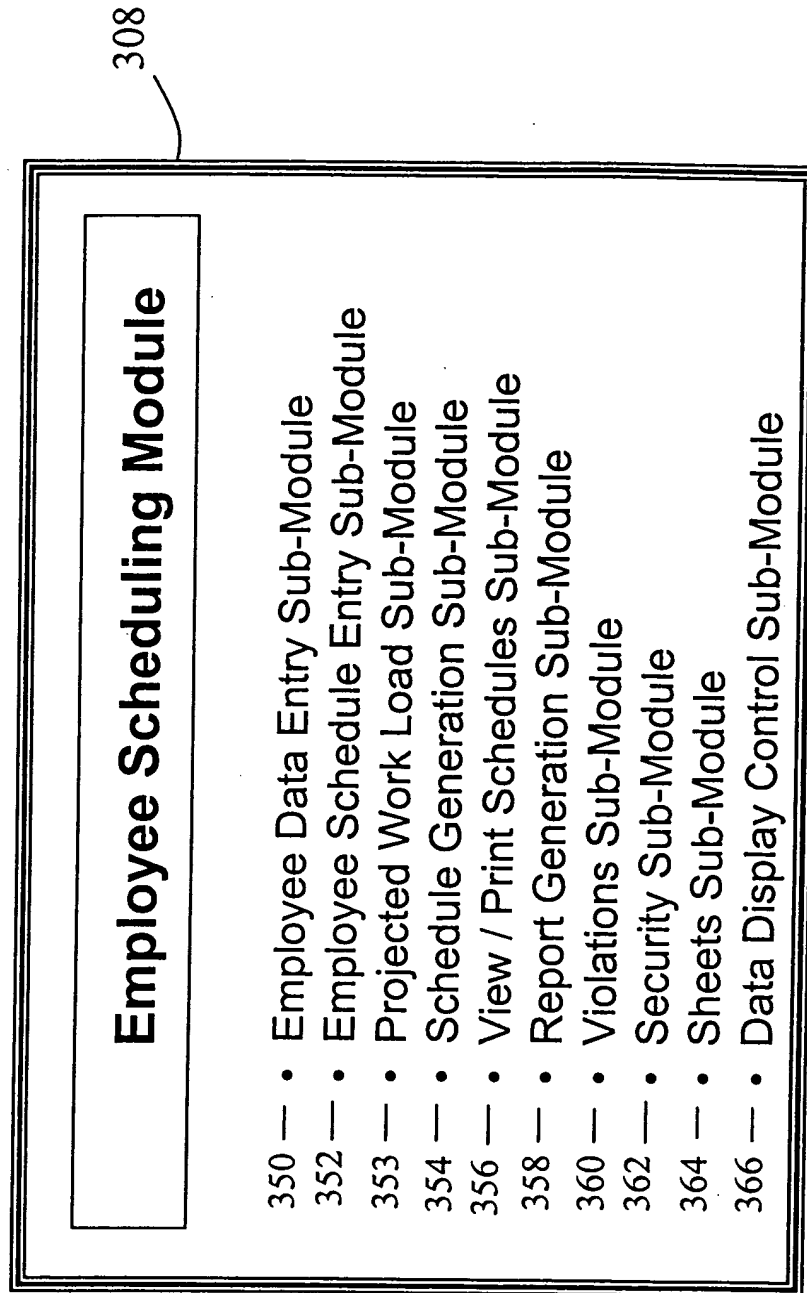 308
Employee Scheduling Module
350 — • Employee Data Entry Sub-Module
352 — • Employee Schedule Entry Sub-Module
353 — • Projected Work Load Sub-Module
354 — • Schedule Generation Sub-Module
356 — • View / Print Schedules Sub-Module
358 — • Report Generation Sub-Module
360 — • Violations Sub-Module
362 — • Security Sub-Module
364 — • Sheets Sub-Module
366 — • Data Display Control Sub-Module